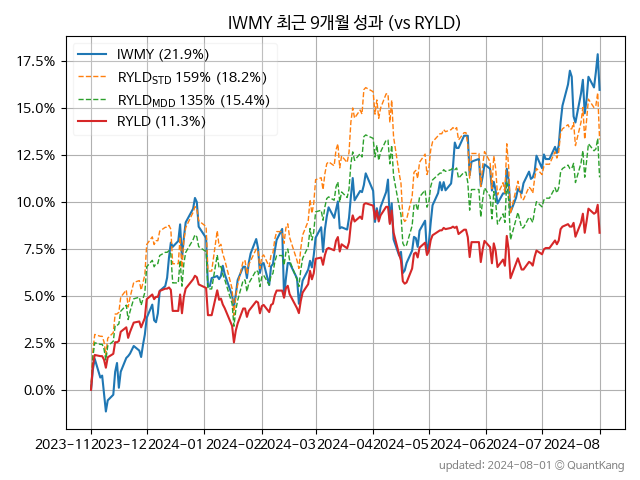 IWMY 최근 9개월 성과 (vs RYLD)
IWMY (21.9%)
RYLD_STD 159% (18.2%)
RYLD_MDD 135% (15.4%)
RYLD (11.3%)
17.5%
15.0%
12.5%
10.0%
7.5%
5.0%
2.5%
0.0%
2023-11 2023-12 2024-01 2024-02 2024-03 2024-04 2024-05 2024-06 2024-07 2024-08
updated: 2024-08-01 © QuantKang